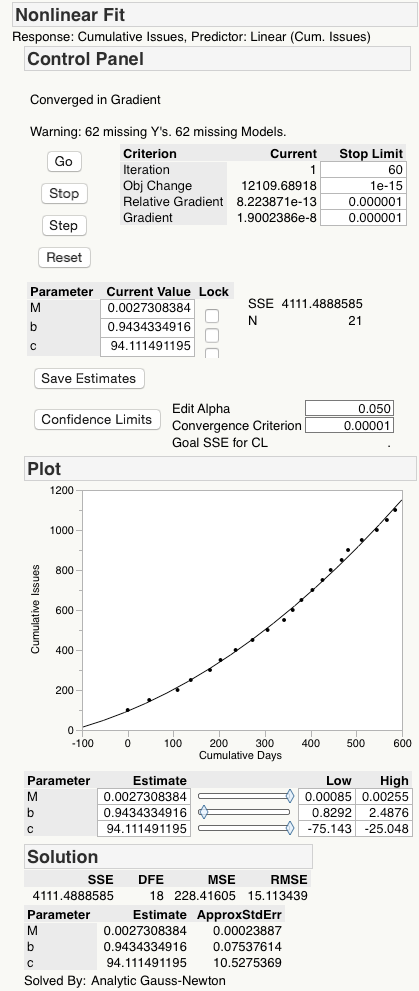 Nonlinear Fit
Response: Cumulative Issues, Predictor: Linear (Cum. Issues)
Control Panel
Converged in Gradient
Warning: 62 missing Y's. 62 missing Models.
Go
Stop
Step
Reset
Criterion Current Stop Limit
Iteration 1 60
Obj Change 12109.68918 1e-15
Relative Gradient 8.223871e-13 0.000001
Gradient 1.9002386e-8 0.000001
Parameter Current Value Lock
M 0.0027308384
b 0.9434334916
c 94.111491195
SSE 4111.4888585
N 21
Save Estimates
Confidence Limits
Edit Alpha 0.050
Convergence Criterion 0.00001
Goal SSE for CL .
Plot
Cumulative Issues
1200
1000
800
600
400
200
0
-100 0 100 200 300 400 500 600
Cumulative Days
Parameter Estimate Low High
M 0.0027308384 0.00085 0.00255
b 0.9434334916 0.8292 2.4876
c 94.111491195 -75.143 -25.048
Solution
SSE DFE MSE RMSE
4111.4888585 18 228.41605 15.113439
Parameter Estimate ApproxStdErr
M 0.0027308384 0.00023887
b 0.9434334916 0.07537614
c 94.111491195 10.5275369
Solved By: Analytic Gauss-Newton